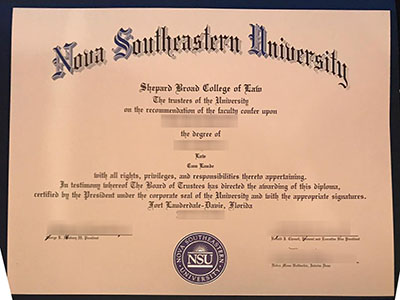 Nova Southeastern University
Shepard Broad College of Law
The trustees of the University
on the recommendation of the faculty confer upon
the degree of
Law
Cum Laude
with all rights, privileges, and responsibilities thereto appertaining.
In testimony whereof The Board of Trustees has directed the awarding of this diploma,
certified by the President under the corporate seal of the University and with the appropriate signatures.
Fort Lauderdale-Davie, Florida
President
Interim Dean
NOVA SOUTHEASTERN
NSU
UNIVERSITY